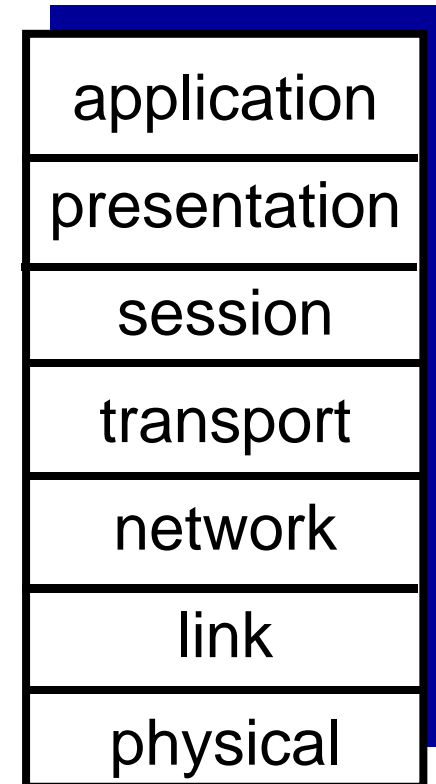 application
presentation
session
transport
network
link
physical